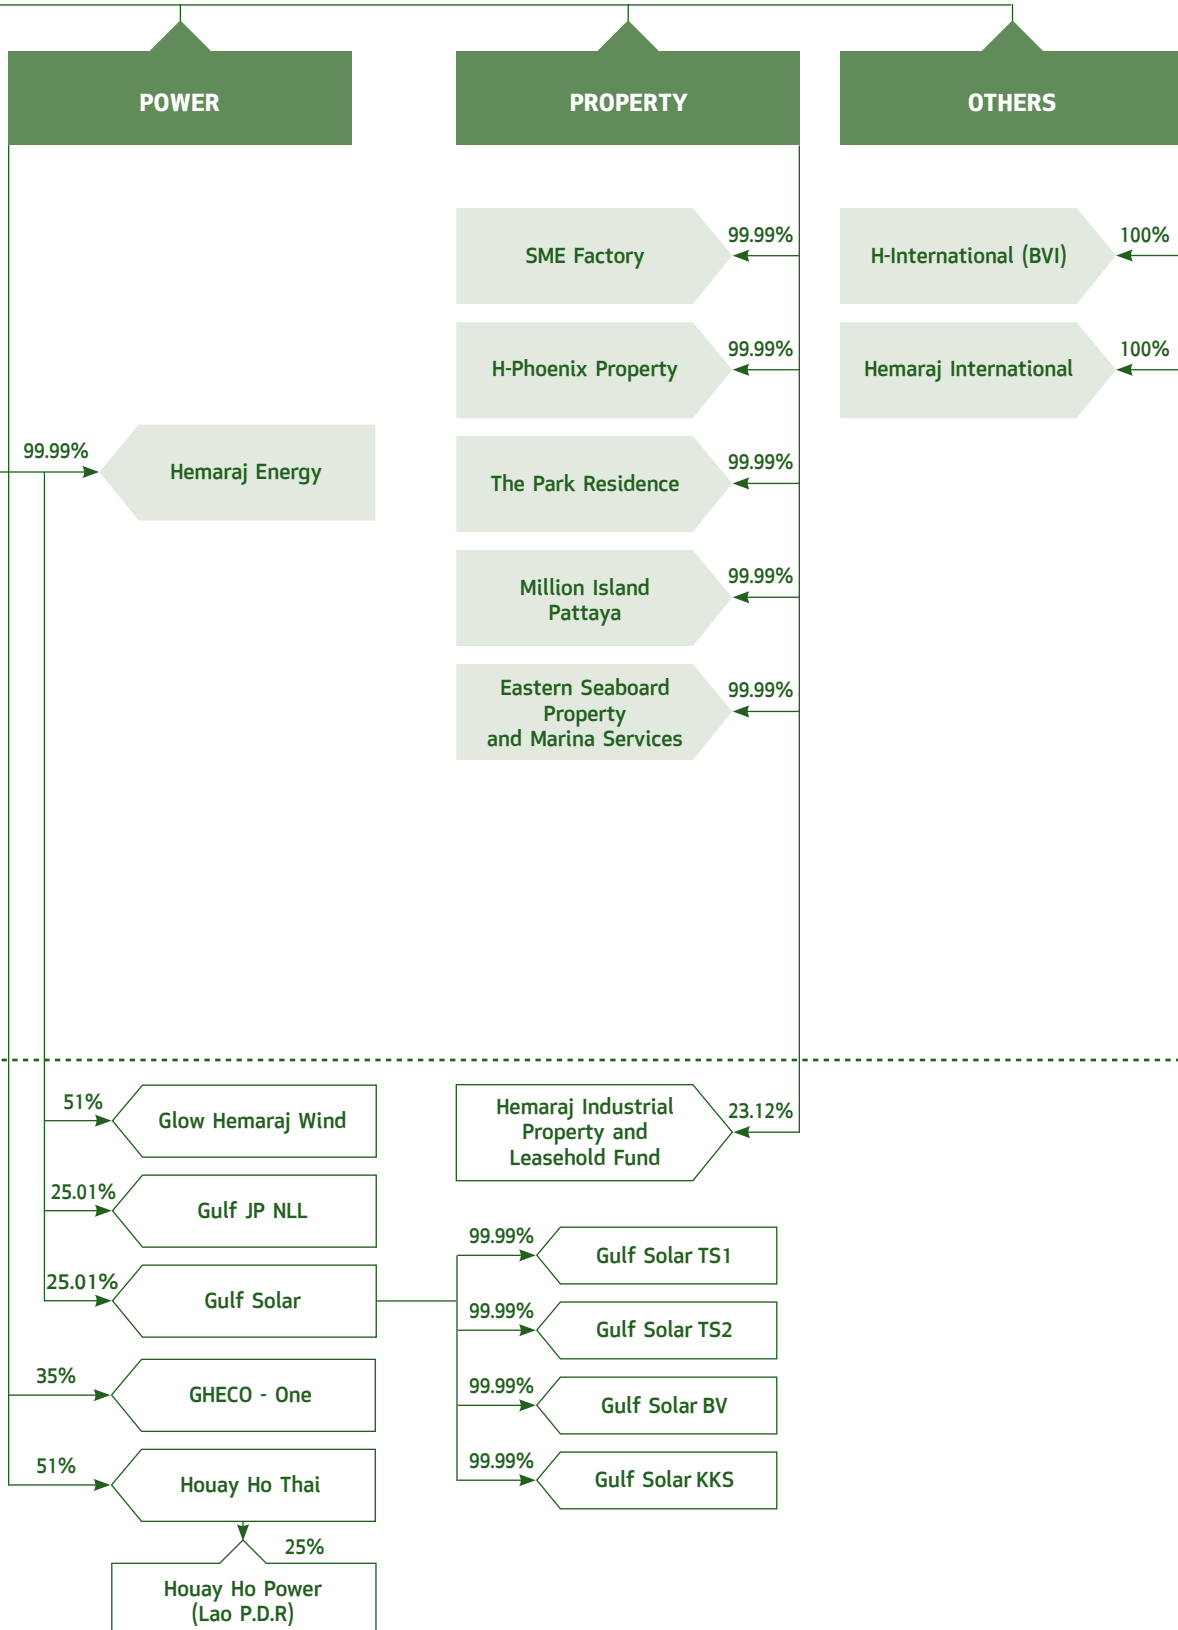 POWER
PROPERTY
OTHERS
99.99%
Hemaraj Energy
SME Factory
99.99%
H-Phoenix Property
99.99%
The Park Residence
99.99%
Million Island
Pattaya
99.99%
Eastern Seaboard
Property
and Marina Services
99.99%
H-International (BVI)
100%
Hemaraj International
100%
51%
Glow Hemaraj Wind
25.01%
Gulf JP NLL
25.01%
Gulf Solar
35%
GHECO - One
51%
Houay Ho Thai
25%
Houay Ho Power
(Lao P.D.R)
Hemaraj Industrial
Property and
Leasehold Fund
23.12%
99.99%
Gulf Solar TS1
99.99%
Gulf Solar TS2
99.99%
Gulf Solar BV
99.99%
Gulf Solar KKS